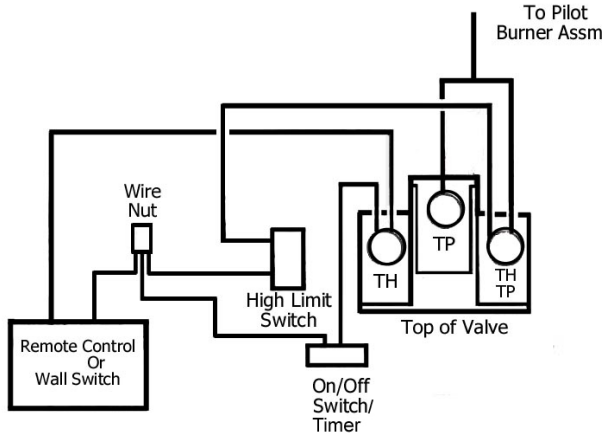 To Pilot
Burner Assm
Wire
Nut
TH
TP
TH
TP
High Limit
Switch
Top of Valve
Remote Control
Or
Wall Switch
On/Off
Switch/
Timer